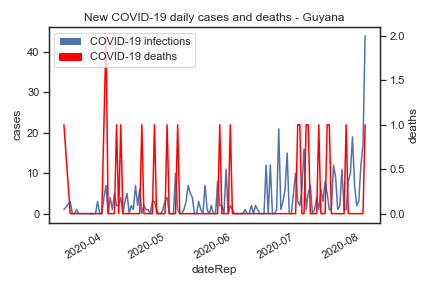 New COVID-19 daily cases and deaths - Guyana
COVID-19 infections
COVID-19 deaths
cases
40
30
20
10
0
deaths
2.0
1.5
1.0
0.5
0.0
2020-04
2020-05
2020-06
2020-07
2020-08
dateRep